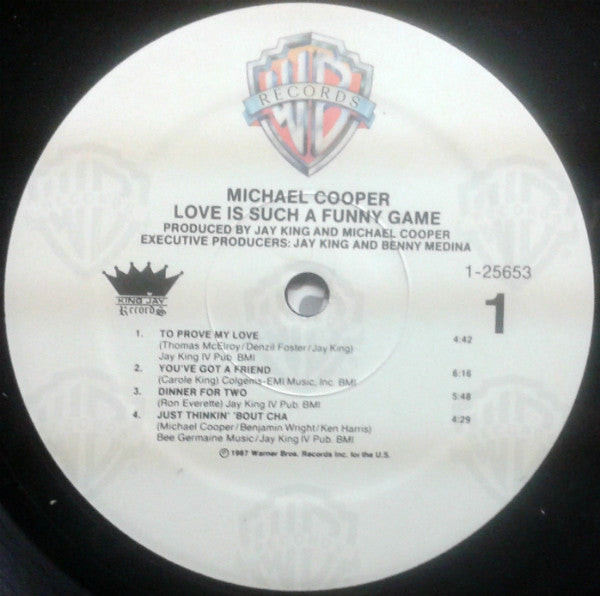 WB
RECORDS
MICHAEL COOPER
LOVE IS SUCH A FUNNY GAME
PRODUCED BY JAY KING AND MICHAEL COOPER
EXECUTIVE PRODUCERS: JAY KING AND BENNY MEDINA
KING JAY
Records
1-25653
1
1. TO PROVE MY LOVE 4:42
(Thomas McElroy/Denzil Foster/Jay King)
Jay King IV Pub. BMI
2. YOU'VE GOT A FRIEND 6:16
(Carole King) Colgems-EMI Music, Inc. BMI
3. DINNER FOR TWO 5:48
(Ron Everette) Jay King IV Pub. BMI
4. JUST THINKIN' 'BOUT CHA 4:29
(Michael Cooper/Benjamin Wright/Ken Harris)
Bee Germaine Music/Jay King IV Pub. BMI
℗ 1987 Warner Bros. Records Inc. for the U.S.